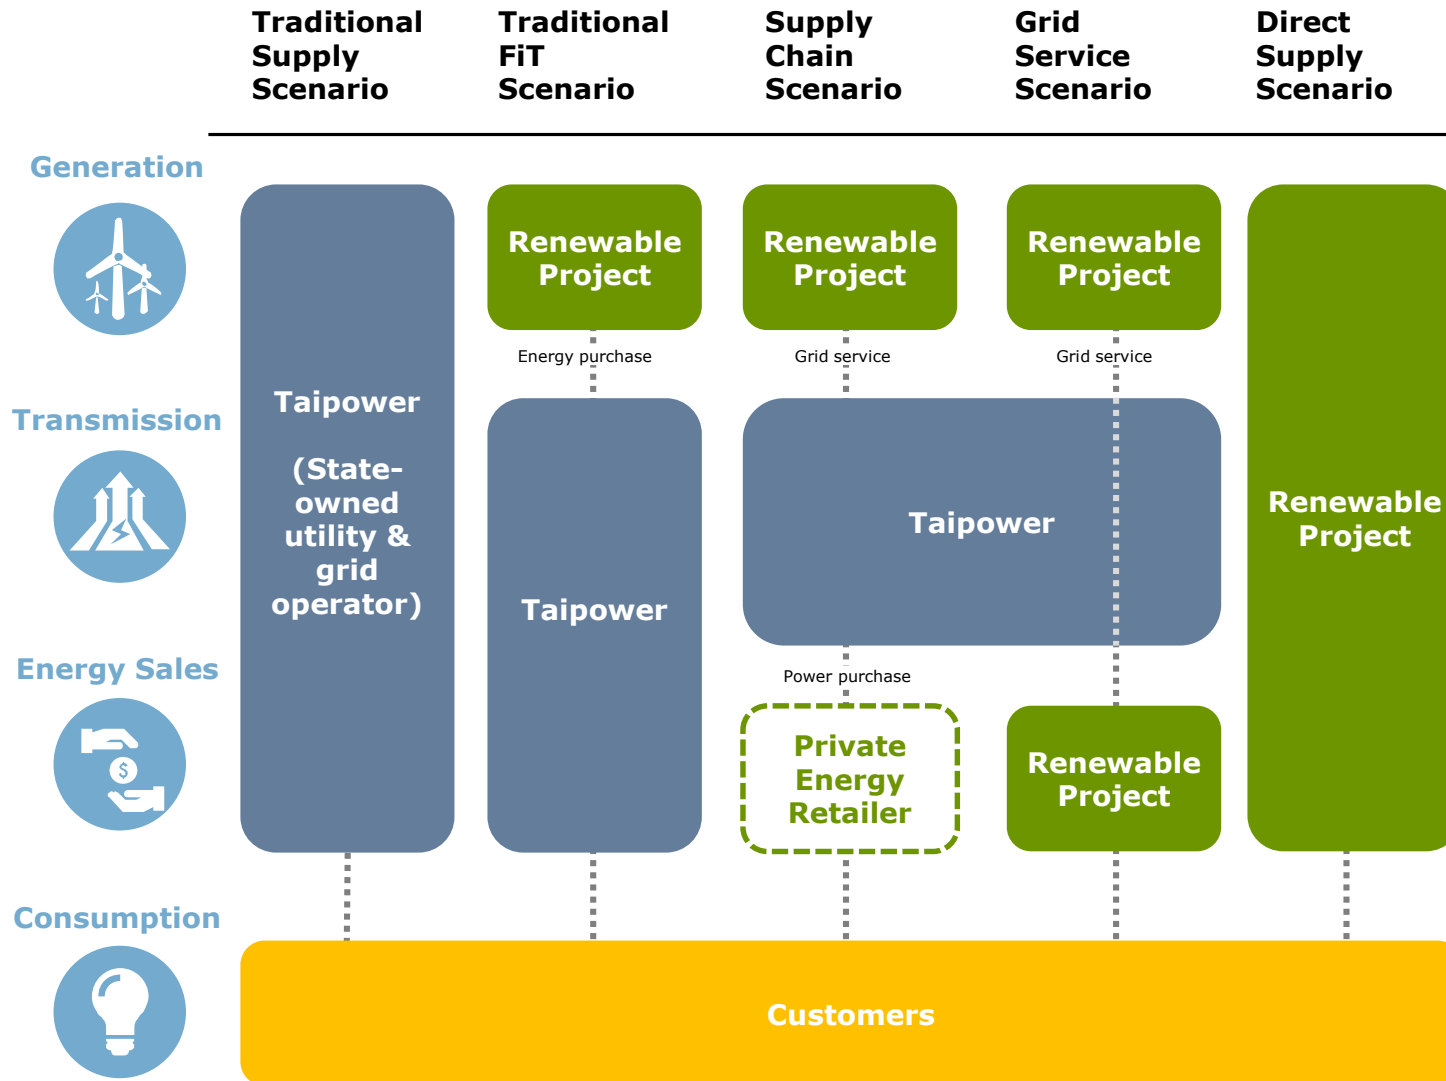 Traditional
Supply
Scenario
Traditional
FiT
Scenario
Supply
Chain
Scenario
Grid
Service
Scenario
Direct
Supply
Scenario
Generation
Renewable
Project
Renewable
Project
Renewable
Project
Energy purchase
Grid service
Grid service
Transmission
Taipower
(State-
owned
utility &
grid
operator)
Taipower
Taipower
Renewable
Project
Energy Sales
$
Power purchase
Private
Energy
Retailer
Renewable
Project
Consumption
Customers